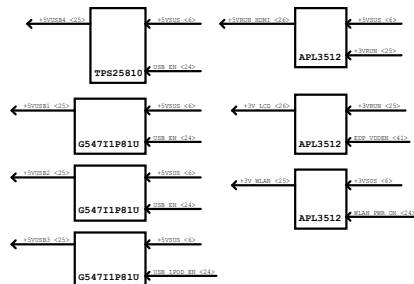 +5VUSB4 <25>
+5VSUS <6>
TPS25810
USB_EN <24>
+5VUSB1 <25>
+5VSUS <6>
G547I1P81U
USB_EN <24>
+5VUSB2 <25>
+5VSUS <6>
G547I1P81U
USB_EN <24>
+5VUSB3 <25>
+5VSUS <6>
G547I1P81U
USB_IPOD_EN <24>
+5VRUN_HDMI <26>
+5VSUS <6>
APL3512
+3VRUN <25>
+3V_LCD <26>
+3VRUN <25>
APL3512
EDP_VDDEN <41>
+3V_WLAN <25>
+3VSUS <6>
APL3512
WLAN_PWR_ON <24>